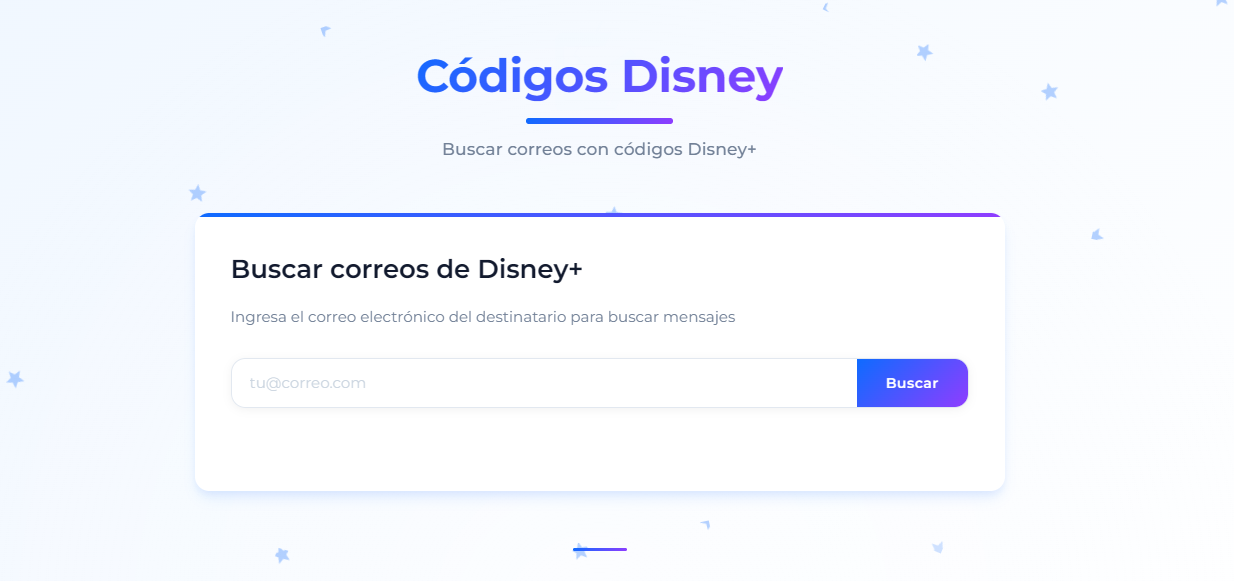 Códigos Disney
Buscar correos con códigos Disney+
Buscar correos de Disney+
Ingresa el correo electrónico del destinatario para buscar mensajes
tu@correo.com
Buscar